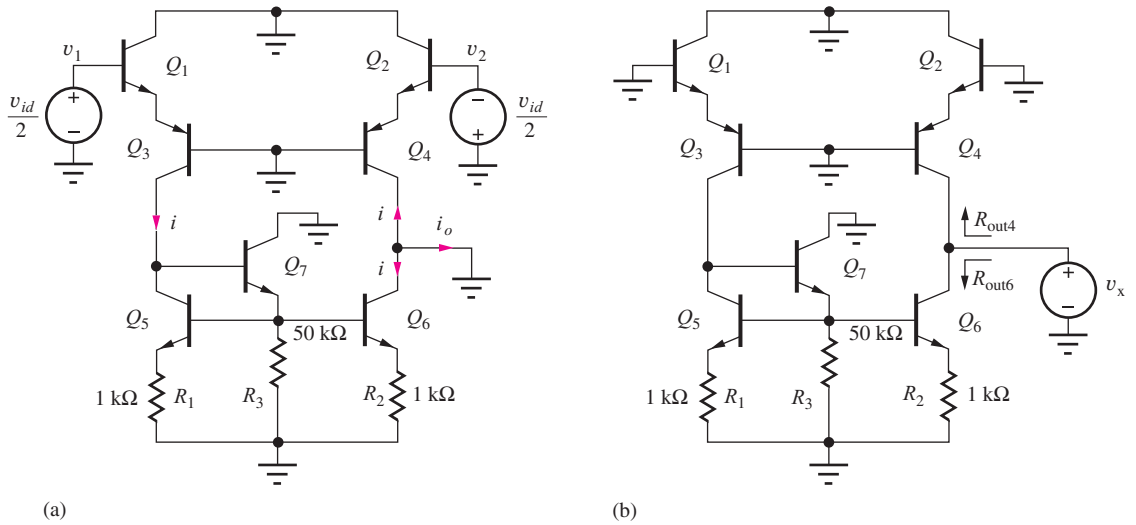 v1
v2
Q1
Q2
+
−
vid
2
−
+
vid
2
Q3
Q4
i
i
io
i
Q7
Q5
Q6
50 kΩ
1 kΩ
R1
R3
R2
1 kΩ
(a)
Q1
Q2
Q3
Q4
Rout4
Q7
Rout6
+
−
vx
Q5
Q6
50 kΩ
1 kΩ
R1
R3
R2
1 kΩ
(b)